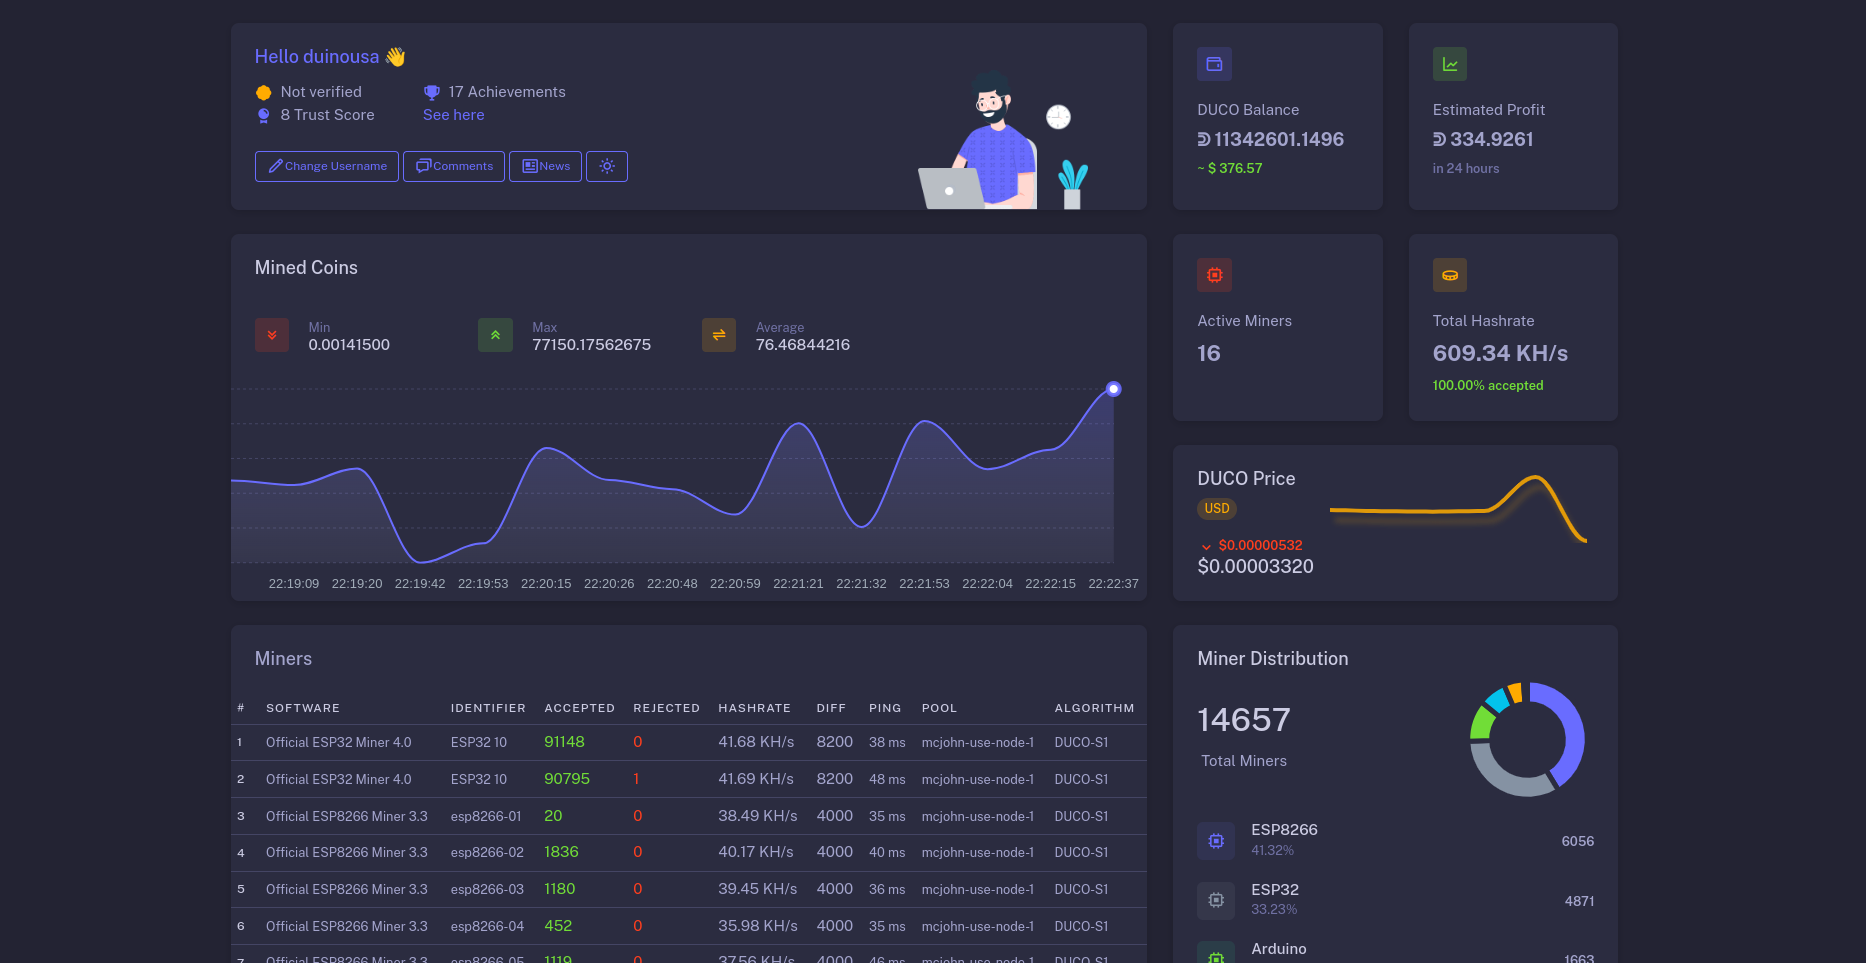 Hello duinousa 👋
Not verified
17 Achievements
8 Trust Score
See here
Change Username
Comments
News
DUCO Balance
11342601.1496
~ $ 376.57
Estimated Profit
334.9261
in 24 hours
Mined Coins
Min
0.00141500
Max
77150.17562675
Average
76.46844216
22:19:09 22:19:20 22:19:42 22:19:53 22:20:15 22:20:26 22:20:48 22:20:59 22:21:21 22:21:32 22:21:53 22:22:04 22:22:15 22:22:37
Active Miners
16
Total Hashrate
609.34 KH/s
100.00% accepted
DUCO Price
USD
$0.00000532
$0.00003320
Miners
# SOFTWARE IDENTIFIER ACCEPTED REJECTED HASHRATE DIFF PING POOL ALGORITHM
1 Official ESP32 Miner 4.0 ESP32 10 91148 0 41.68 KH/s 8200 38 ms mcjohn-use-node-1 DUCO-S1
2 Official ESP32 Miner 4.0 ESP32 10 90795 1 41.69 KH/s 8200 48 ms mcjohn-use-node-1 DUCO-S1
3 Official ESP8266 Miner 3.3 esp8266-01 20 0 38.49 KH/s 4000 35 ms mcjohn-use-node-1 DUCO-S1
4 Official ESP8266 Miner 3.3 esp8266-02 1836 0 40.17 KH/s 4000 40 ms mcjohn-use-node-1 DUCO-S1
5 Official ESP8266 Miner 3.3 esp8266-03 1180 0 39.45 KH/s 4000 36 ms mcjohn-use-node-1 DUCO-S1
6 Official ESP8266 Miner 3.3 esp8266-04 452 0 35.98 KH/s 4000 35 ms mcjohn-use-node-1 DUCO-S1
7 Official ESP8266 Miner 3.3 esp8266-05 1119 0 37.56 KH/s 4000 46 ms mcjohn-use-node-1 DUCO-S1
Miner Distribution
14657
Total Miners
ESP8266
41.32%
6056
ESP32
33.23%
4871
Arduino
1663